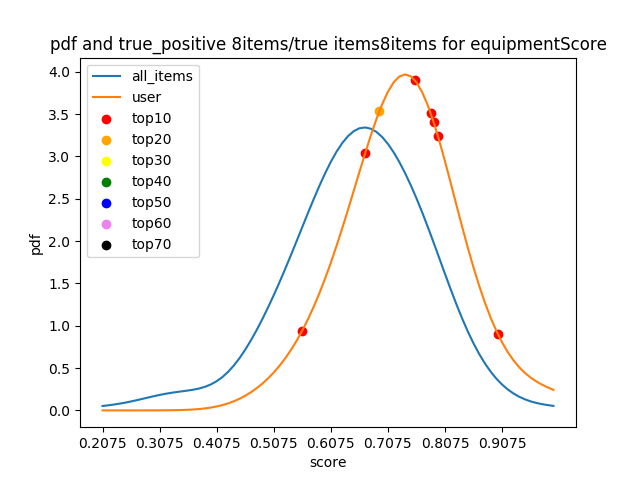 pdf and true_positive 8items/true items8items for equipmentScore
all_items
user
top10
top20
top30
top40
top50
top60
top70
4.0
3.5
3.0
2.5
2.0
1.5
1.0
0.5
0.0
pdf
0.2075 0.3075 0.4075 0.5075 0.6075 0.7075 0.8075 0.9075
score